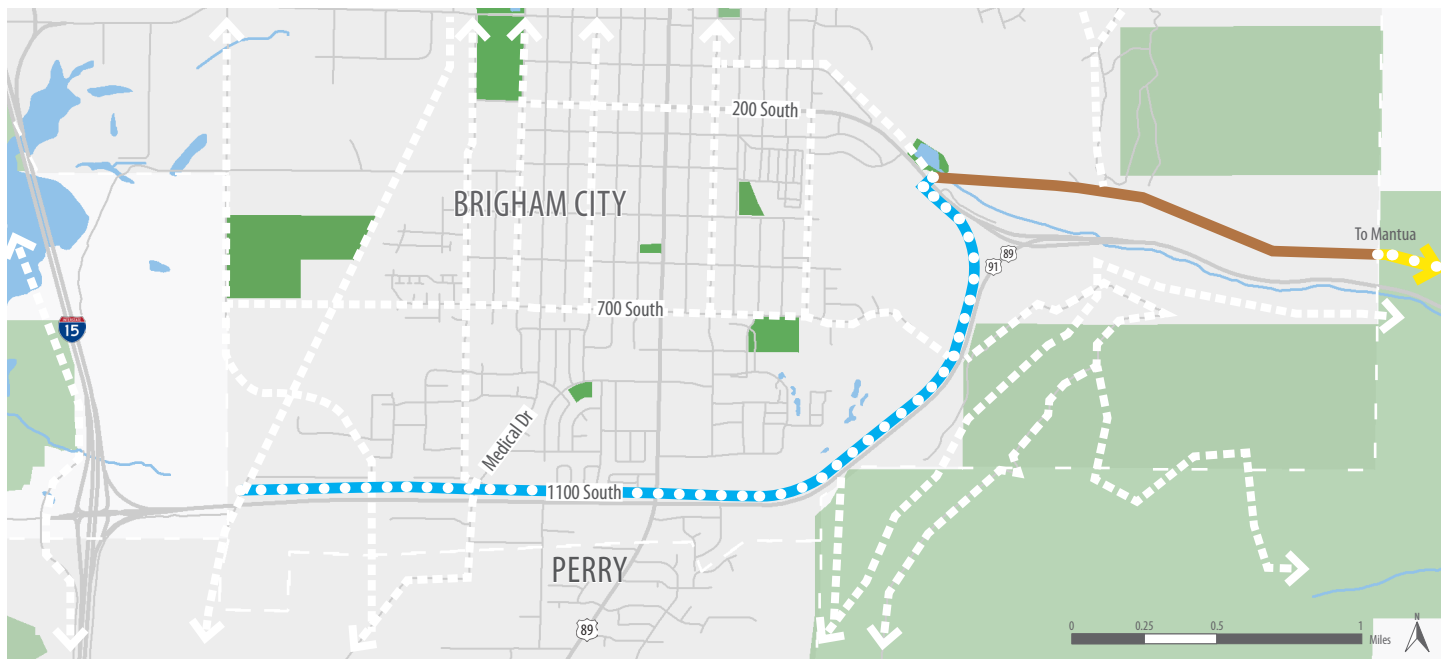 200 South
BRIGHAM CITY
To Mantua
89
91
700 South
INTERSTATE
15
Medical Dr
1100 South
PERRY
89
N
0 0.25 0.5 1
Miles